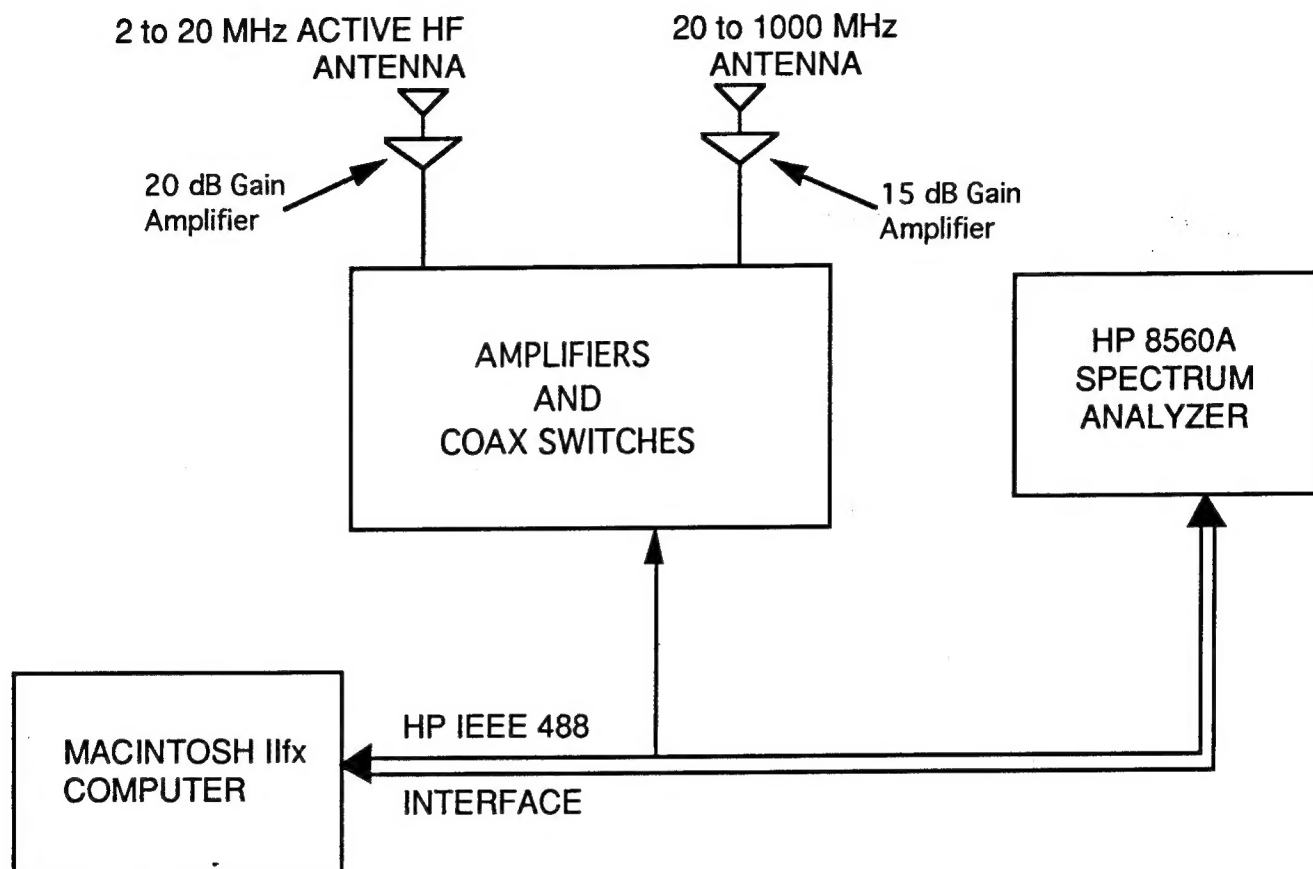 2 to 20 MHz ACTIVE HF
ANTENNA
20 to 1000 MHz
ANTENNA
20 dB Gain
Amplifier
15 dB Gain
Amplifier
AMPLIFIERS
AND
COAX SWITCHES
HP 8560A
SPECTRUM
ANALYZER
MACINTOSH IIfx
COMPUTER
HP IEEE 488
INTERFACE